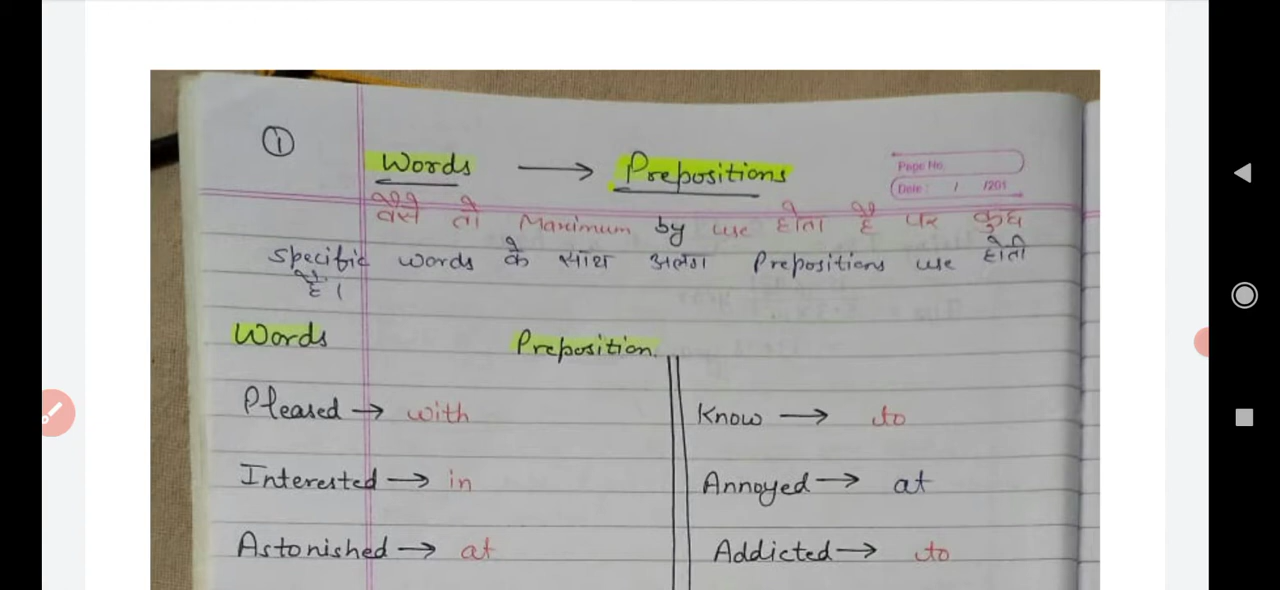 ①
Words → Prepositions
Page No.
Date : / /201
वैसे तो Maximum by use होता है पर कुछ
specific words के साथ अलग Prepositions use होती
है।
Words Preposition.
Pleased → with Know → to
Interested → in Annoyed → at
Astonished → at Addicted → to